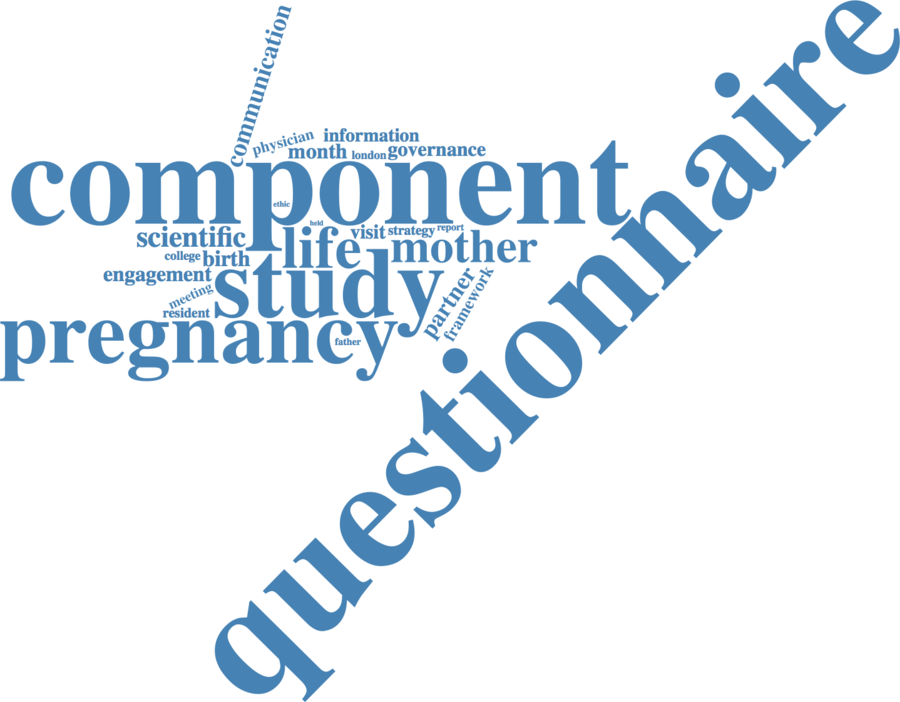 communication
physician
information
month
london
governance
component
ethic
held
scientific
life
visit
strategy
report
mother
college
birth
engagement
study
partner
framework
meeting
resident
pregnancy
father
questionnaire